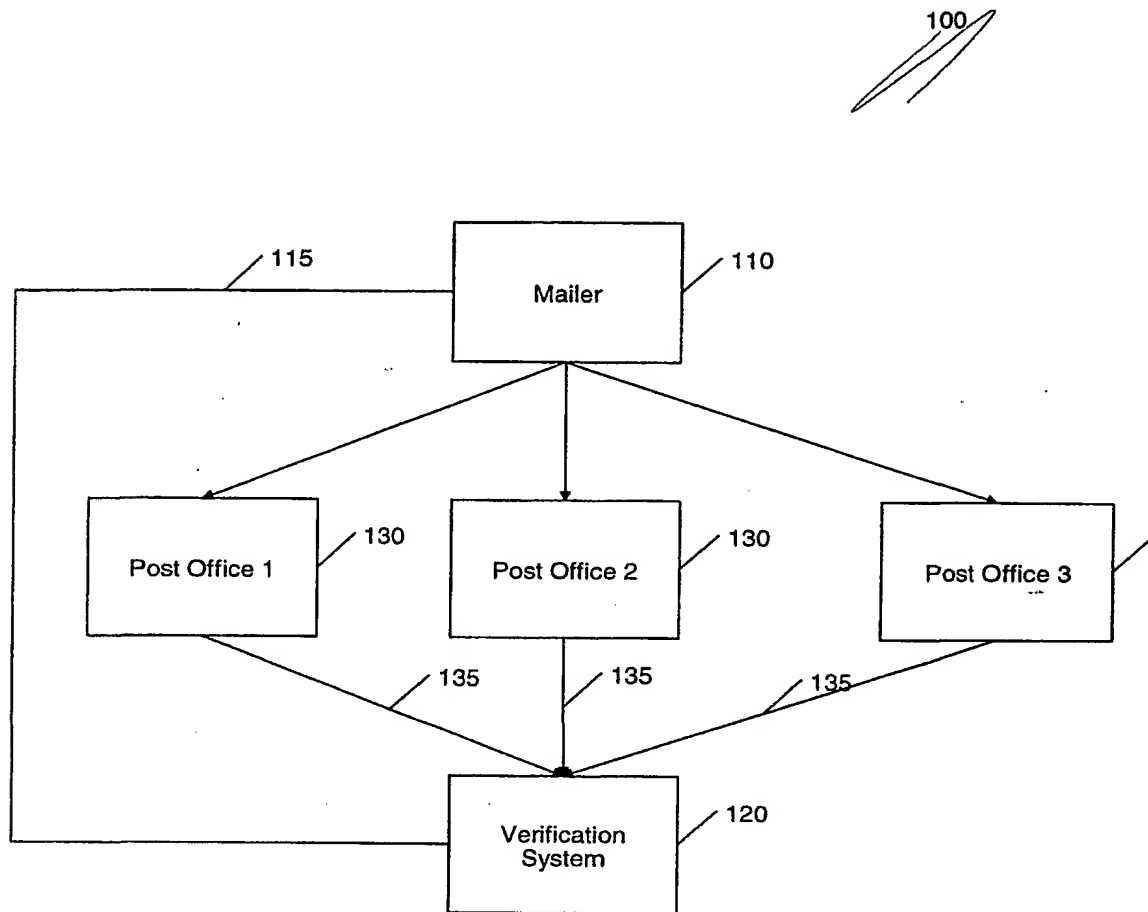 100
115
110
Mailer
130
130
Post Office 1
Post Office 2
Post Office 3
135
135
135
120
Verification
System